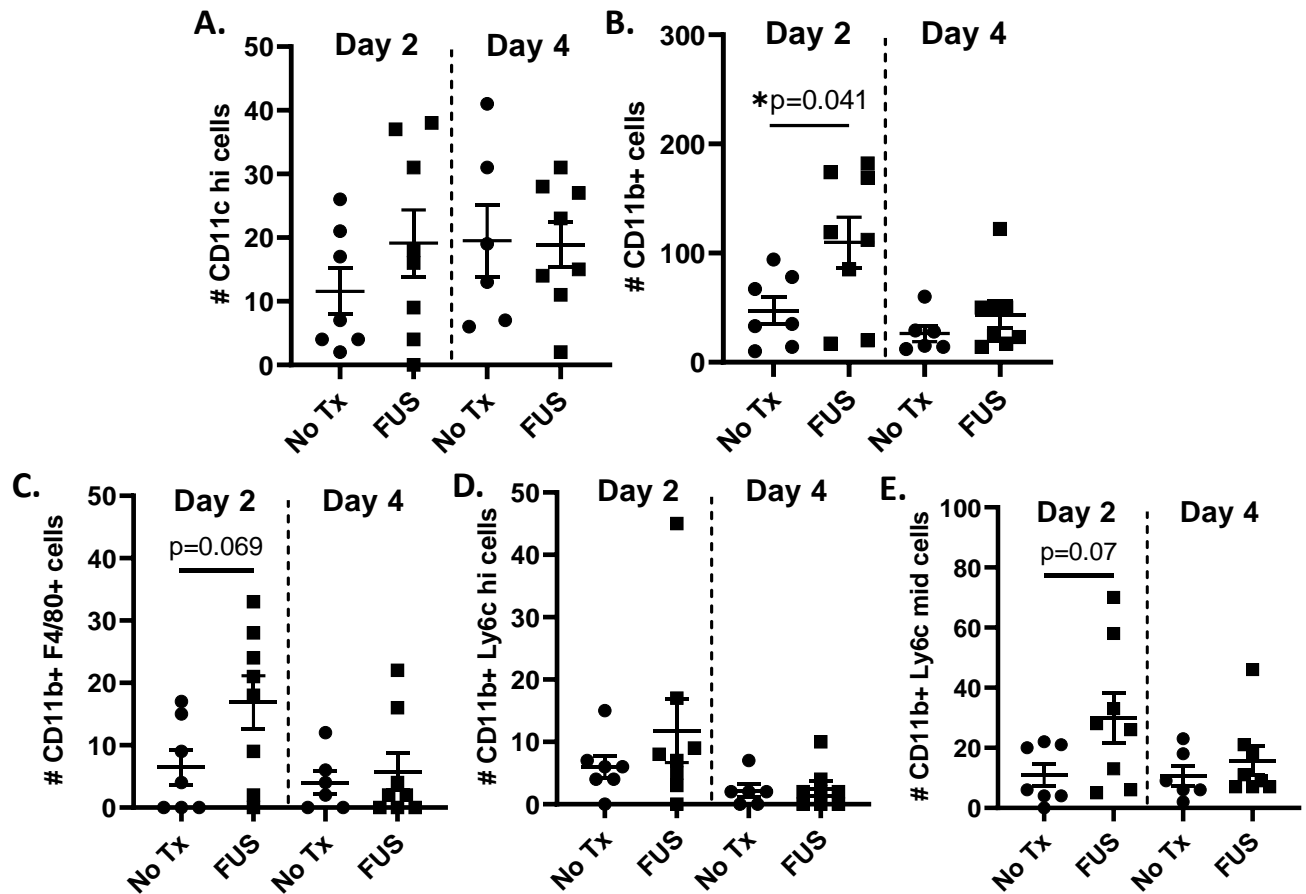 A.
Day 2
Day 4
# CD11c hi cells
50
40
30
20
10
0
No Tx
FUS
No Tx
FUS
B.
Day 2
Day 4
*p=0.041
# CD11b+ cells
300
200
100
0
No Tx
FUS
No Tx
FUS
C.
Day 2
Day 4
p=0.069
# CD11b+ F4/80+ cells
50
40
30
20
10
0
No Tx
FUS
No Tx
FUS
D.
Day 2
Day 4
# CD11b+ Ly6c hi cells
50
40
30
20
10
0
No Tx
FUS
No Tx
FUS
E.
Day 2
Day 4
p=0.07
# CD11b+ Ly6c mid cells
100
80
60
40
20
0
No Tx
FUS
No Tx
FUS